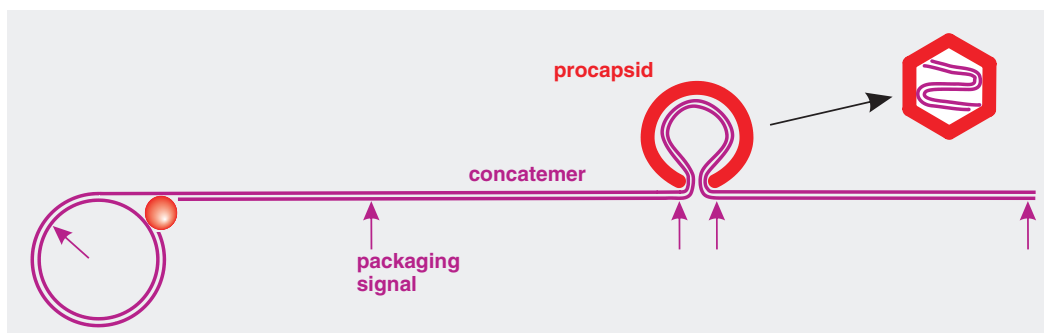 procapsid
concatemer
packaging
signal